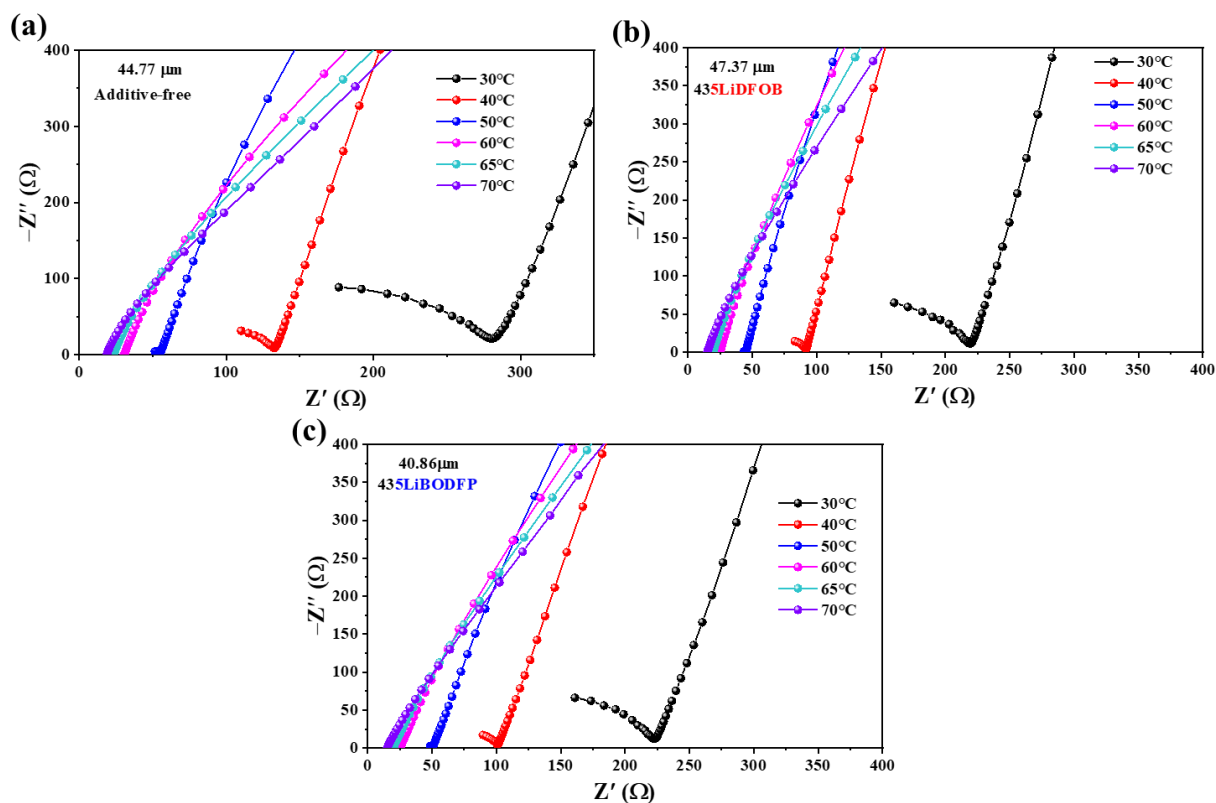 (a)
400
300
200
100
0
−Z″ (Ω)
0
100
200
300
Z′ (Ω)
44.77 μm
Additive-free
30°C
40°C
50°C
60°C
65°C
70°C
(b)
400
350
300
250
200
150
100
50
0
−Z″ (Ω)
0
50
100
150
200
250
300
350
400
Z′ (Ω)
47.37 μm
435LiDFOB
30°C
40°C
50°C
60°C
65°C
70°C
(c)
400
350
300
250
200
150
100
50
0
−Z″ (Ω)
0
50
100
150
200
250
300
350
400
Z′ (Ω)
40.86μm
435LiBODFP
30°C
40°C
50°C
60°C
65°C
70°C